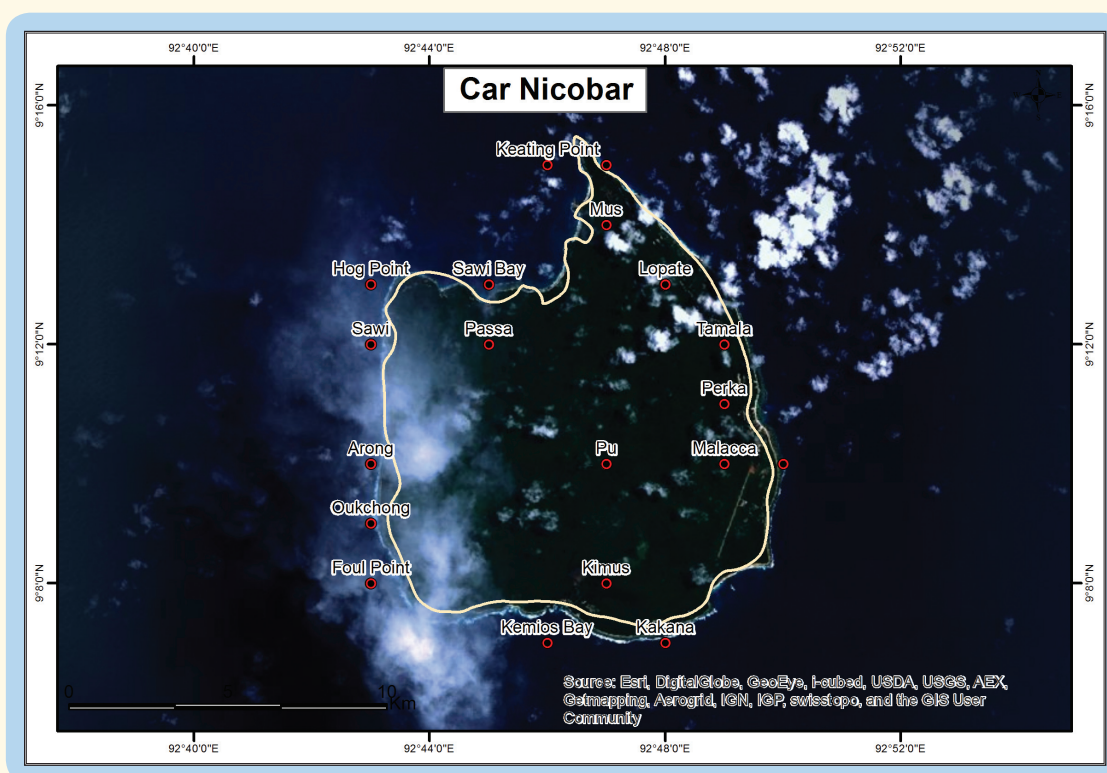 92°40'0"E 92°44'0"E 92°48'0"E 92°52'0"E
Car Nicobar
9°16'0"N 9°16'0"N
Keating Point
Mus
Hog Point Sawi Bay Lopate
Sawi Passa Tamala
9°12'0"N 9°12'0"N
Perka
Arong Pu Malacca
Oukchong
Foul Point Kimus
9°8'0"N 9°8'0"N
Kemios Bay Kakana
0 5 10
Km
Source: Esri, DigitalGlobe, GeoEye, i-cubed, USDA, USGS, AEX,
Getmapping, Aerogrid, IGN, IGP, swisstopo, and the GIS User
Community
92°40'0"E 92°44'0"E 92°48'0"E 92°52'0"E